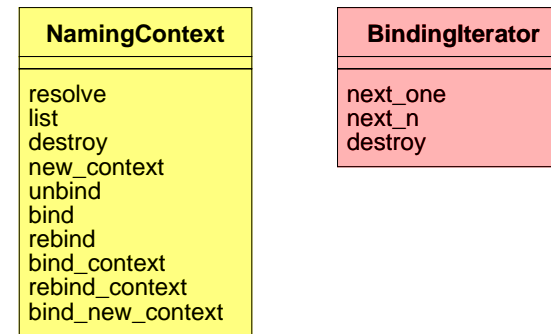 NamingContext
resolve
list
destroy
new_context
unbind
bind
rebind
bind_context
rebind_context
bind_new_context
BindingIterator
next_one
next_n
destroy